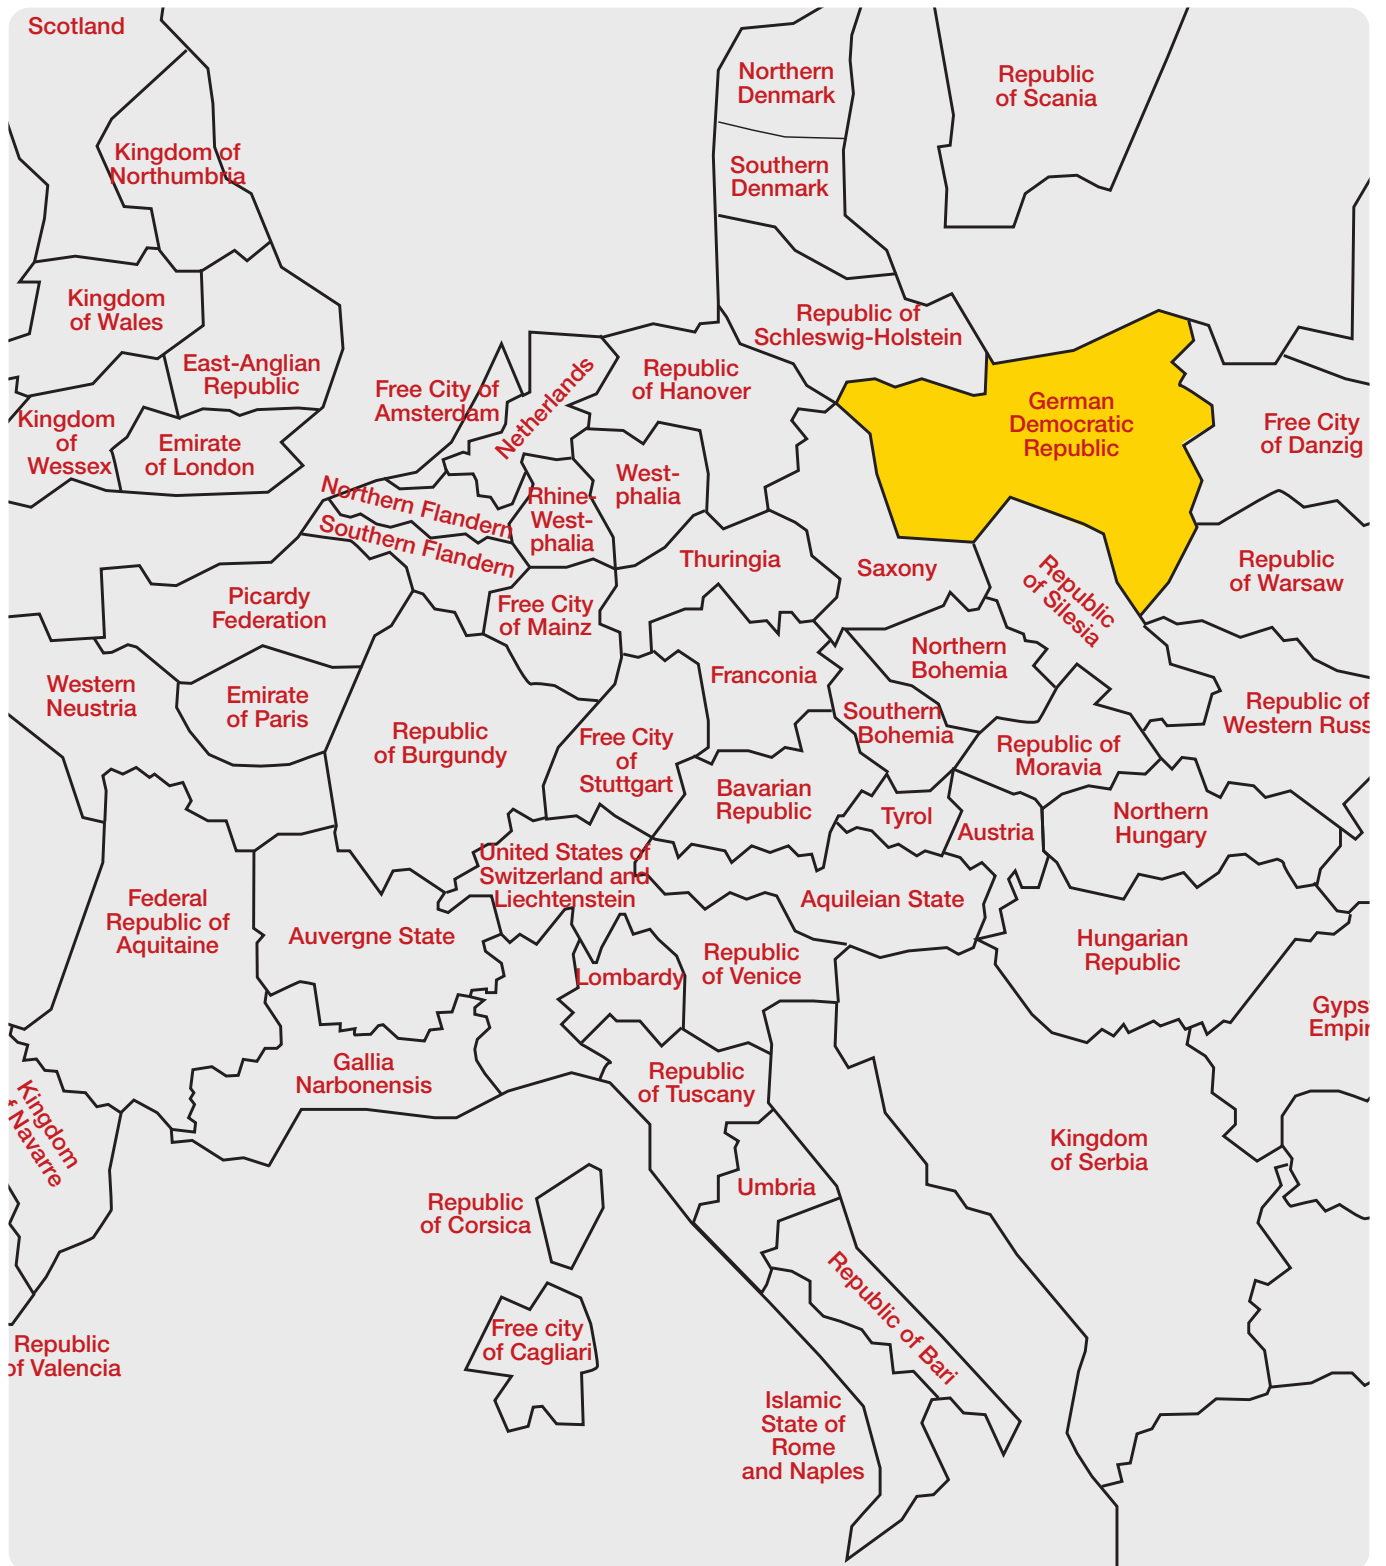 Scotland
Northern
Denmark
Republic
of Scania
Kingdom of
Northumbria
Southern
Denmark
Kingdom
of Wales
Republic of
Schleswig-Holstein
East-Anglian
Republic
Free City of
Amsterdam
Netherlands
Republic
of Hanover
German
Democratic
Republic
Free City
of Danzig
Kingdom
of
Wessex
Emirate
of London
West-
phalia
Northern Flandern
Rhine-
West-
phalia
Southern Flandern
Thuringia
Saxony
Republic
of Silesia
Republic
of Warsaw
Picardy
Federation
Free City
of Mainz
Northern
Bohemia
Western
Neustria
Emirate
of Paris
Franconia
Republic of
Western Russ
Republic
of Burgundy
Free City
of
Stuttgart
Southern
Bohemia
Republic of
Moravia
Bavarian
Republic
Tyrol
Austria
Northern
Hungary
United States of
Switzerland and
Liechtenstein
Federal
Republic of
Aquitaine
Auvergne State
Aquileian State
Hungarian
Republic
Lombardy
Republic
of Venice
Gyps
Empir
Gallia
Narbonensis
Republic
of Tuscany
Kingdom
f Navarre
Kingdom
of Serbia
Umbria
Republic
of Corsica
Republic of Bari
Free city
of Cagliari
Republic
of Valencia
Islamic
State of
Rome
and Naples